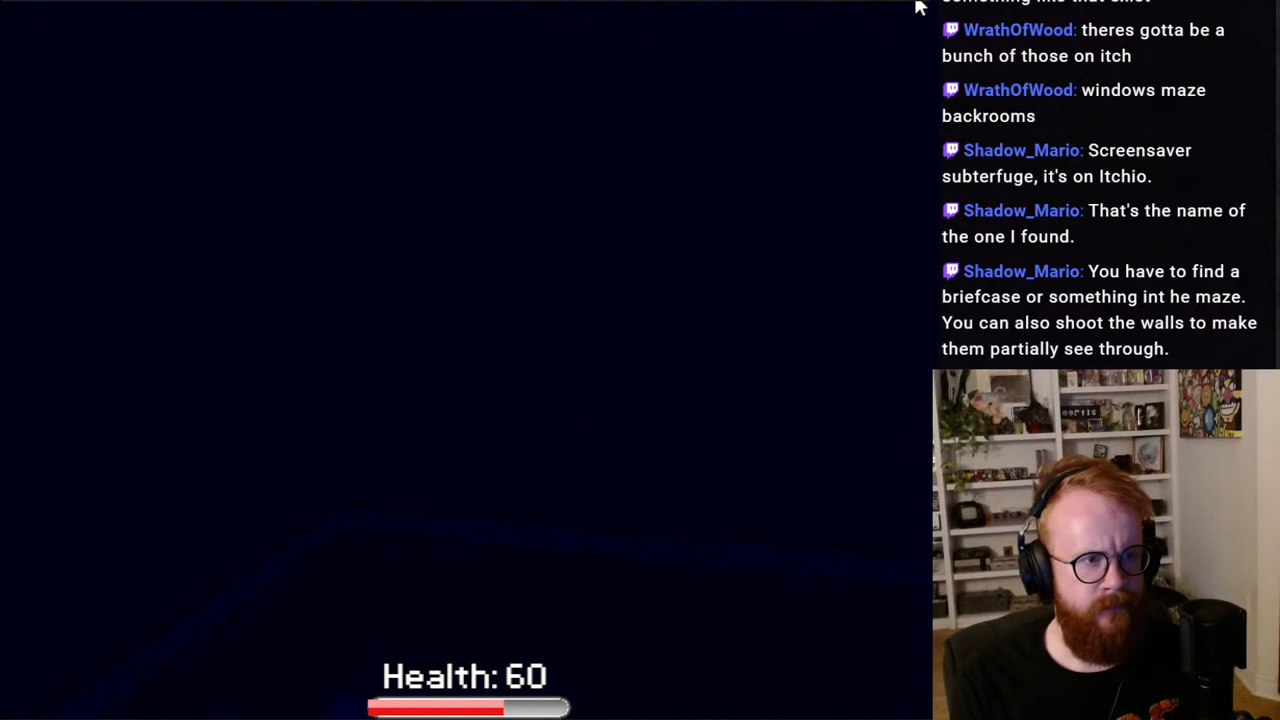 WrathOfWood: theres gotta be a
bunch of those on itch
WrathOfWood: windows maze
backrooms
Shadow_Mario: Screensaver
subterfuge, it's on Itchio.
Shadow_Mario: That's the name of
the one I found.
Shadow_Mario: You have to find a
briefcase or something int he maze.
You can also shoot the walls to make
them partially see through.
Health: 60